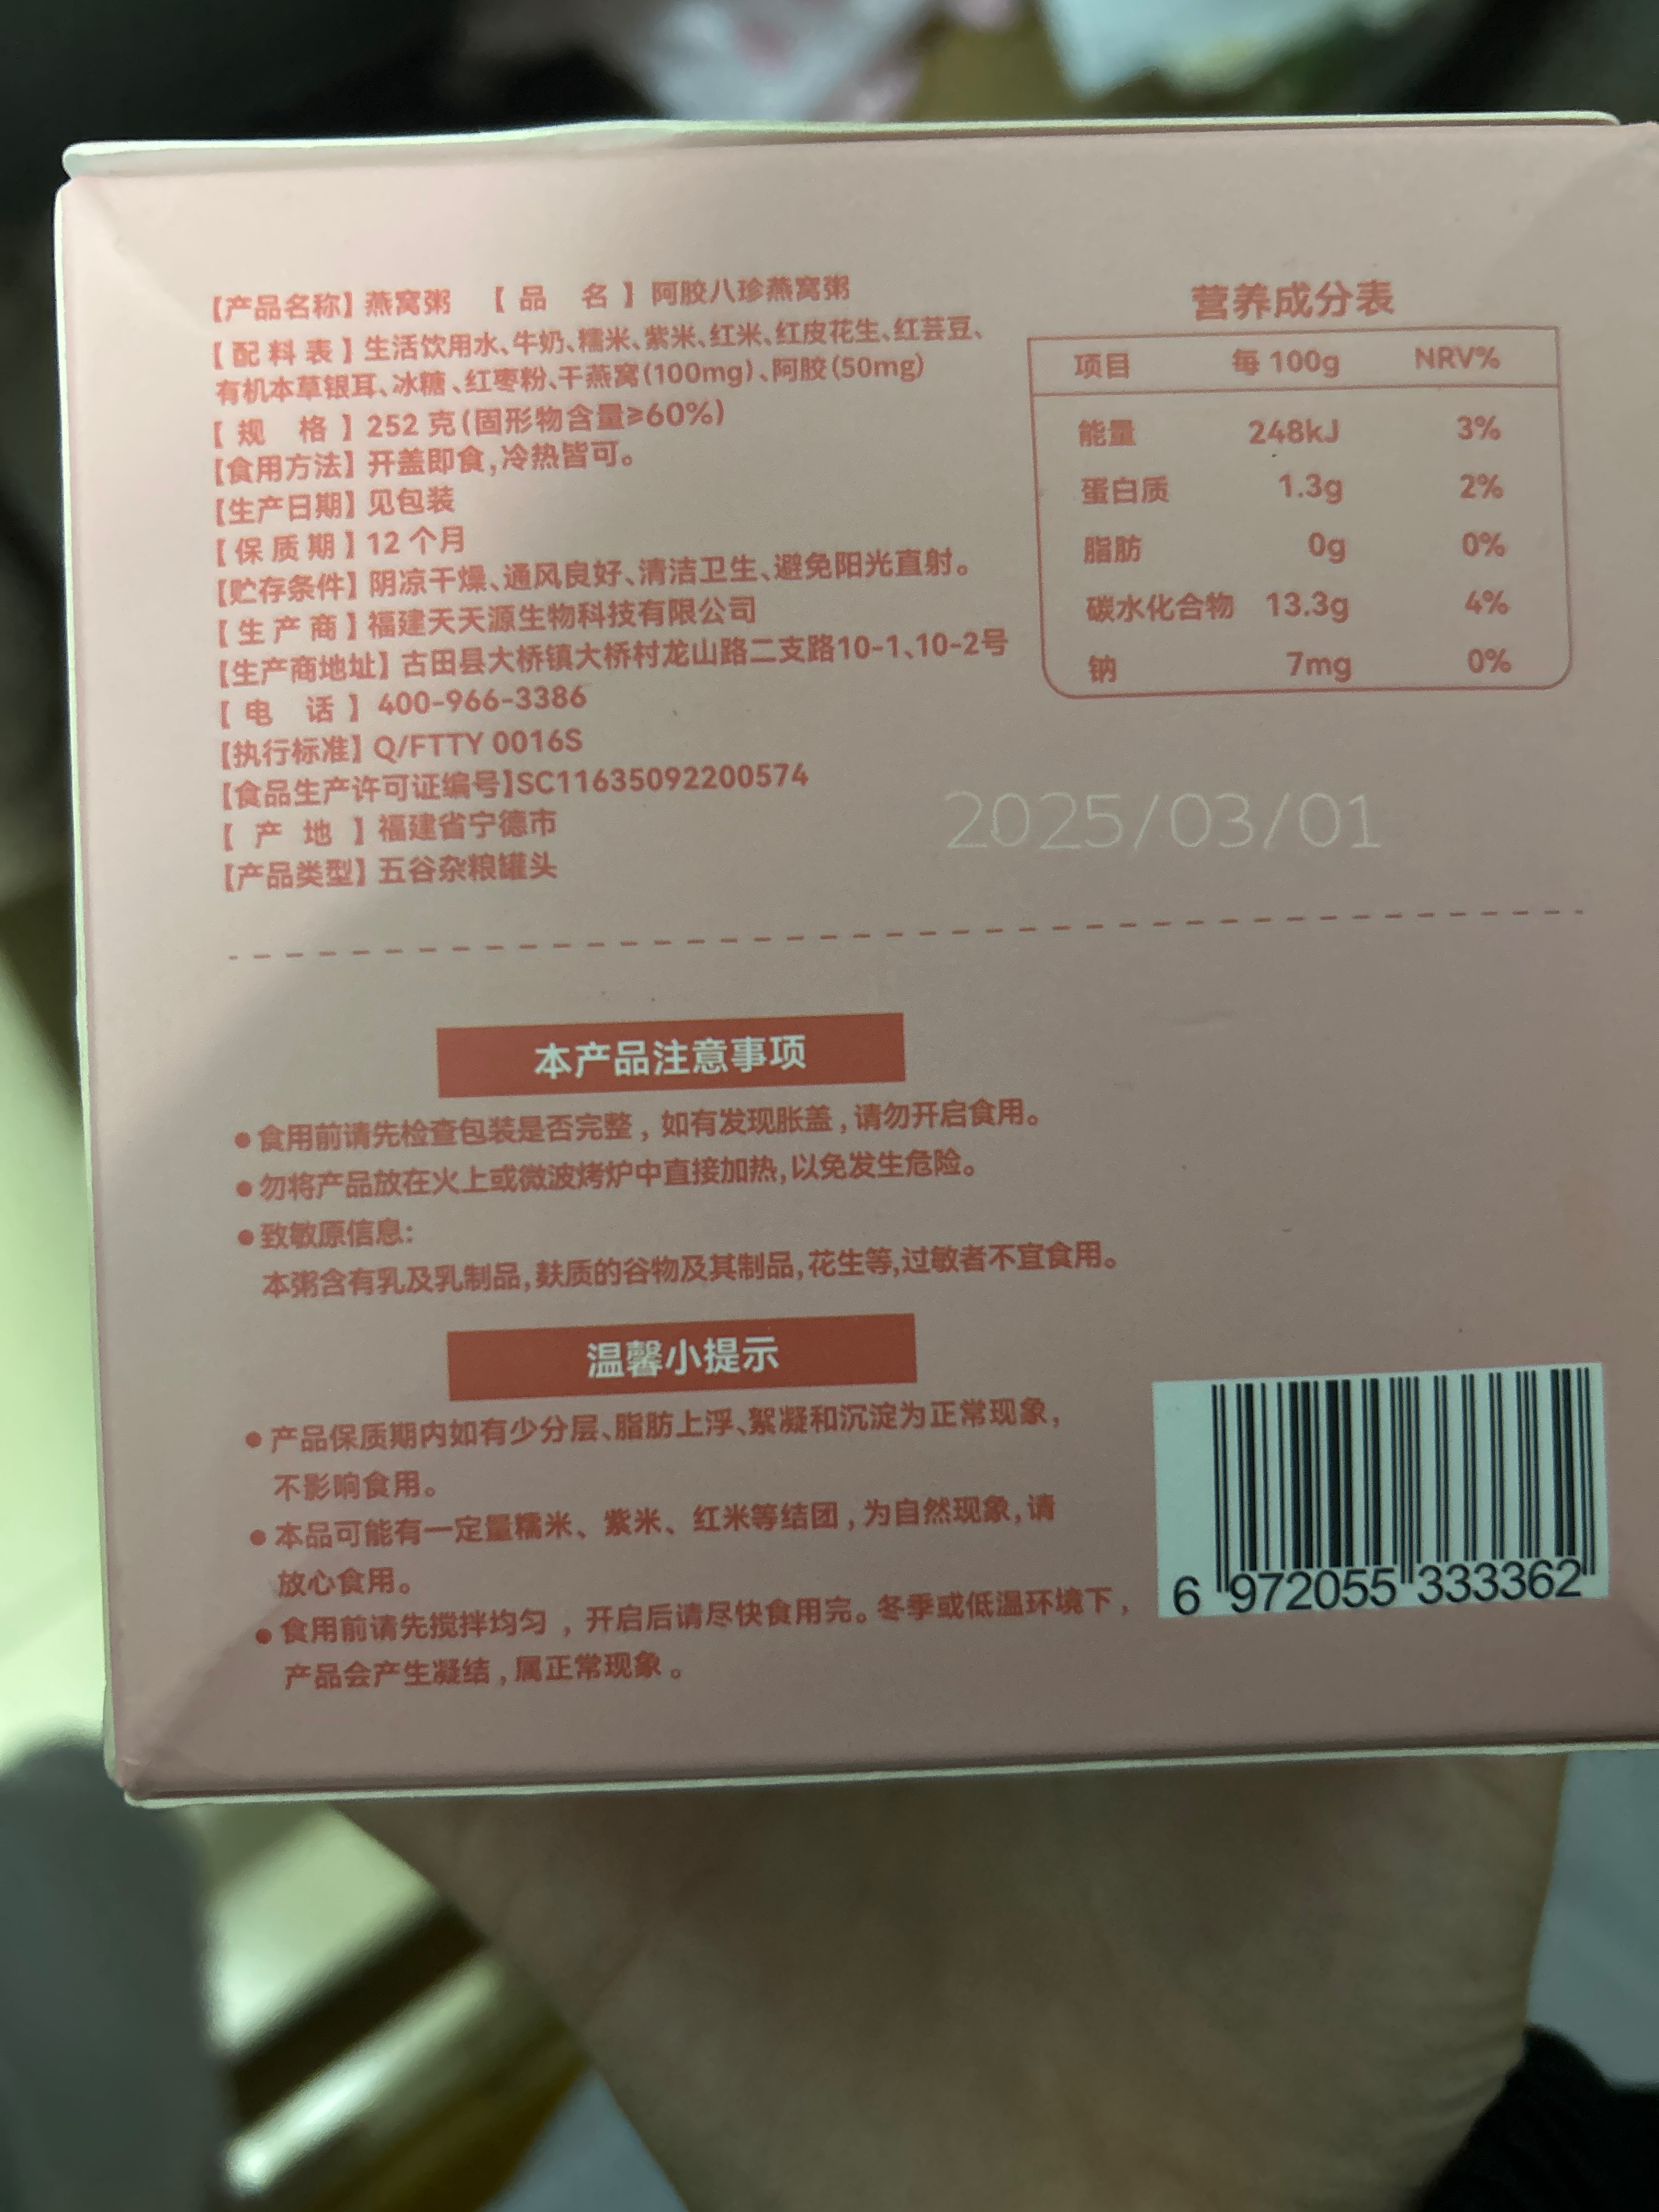 【产品名称】燕窝粥 【品 名】阿胶八珍燕窝粥
【配料表】生活饮用水、牛奶、糯米、紫米、红米、红皮花生、红芸豆、
有机本草银耳、冰糖、红枣粉、干燕窝(100mg)、阿胶(50mg)
【规 格】252 克(固形物含量≥60%)
【食用方法】开盖即食,冷热皆可。
【生产日期】见包装
【保质期】12 个月
【贮存条件】阴凉干燥、通风良好、清洁卫生、避免阳光直射。
【生产商】福建天天源生物科技有限公司
【生产商地址】古田县大桥镇大桥村龙山路二支路10-1、10-2号
【电 话】400-966-3386
【执行标准】Q/FTTY 0016S
【食品生产许可证编号】SC11635092200574
【产 地】福建省宁德市
【产品类型】五谷杂粮罐头
营养成分表
项目 每 100g NRV%
能量 248kJ 3%
蛋白质 1.3g 2%
脂肪 0g 0%
碳水化合物 13.3g 4%
钠 7mg 0%
2025/03/01
本产品注意事项
●食用前请先检查包装是否完整,如有发现胀盖,请勿开启食用。
●勿将产品放在火上或微波烤炉中直接加热,以免发生危险。
●致敏原信息:
本粥含有乳及乳制品,麸质的谷物及其制品,花生等,过敏者不宜食用。
温馨小提示
●产品保质期内如有少分层、脂肪上浮、絮凝和沉淀为正常现象,
不影响食用。
●本品可能有一定量糯米、紫米、红米等结团,为自然现象,请
放心食用。
●食用前请先搅拌均匀,开启后请尽快食用完。冬季或低温环境下,
产品会产生凝结,属正常现象。
6 972055 333362